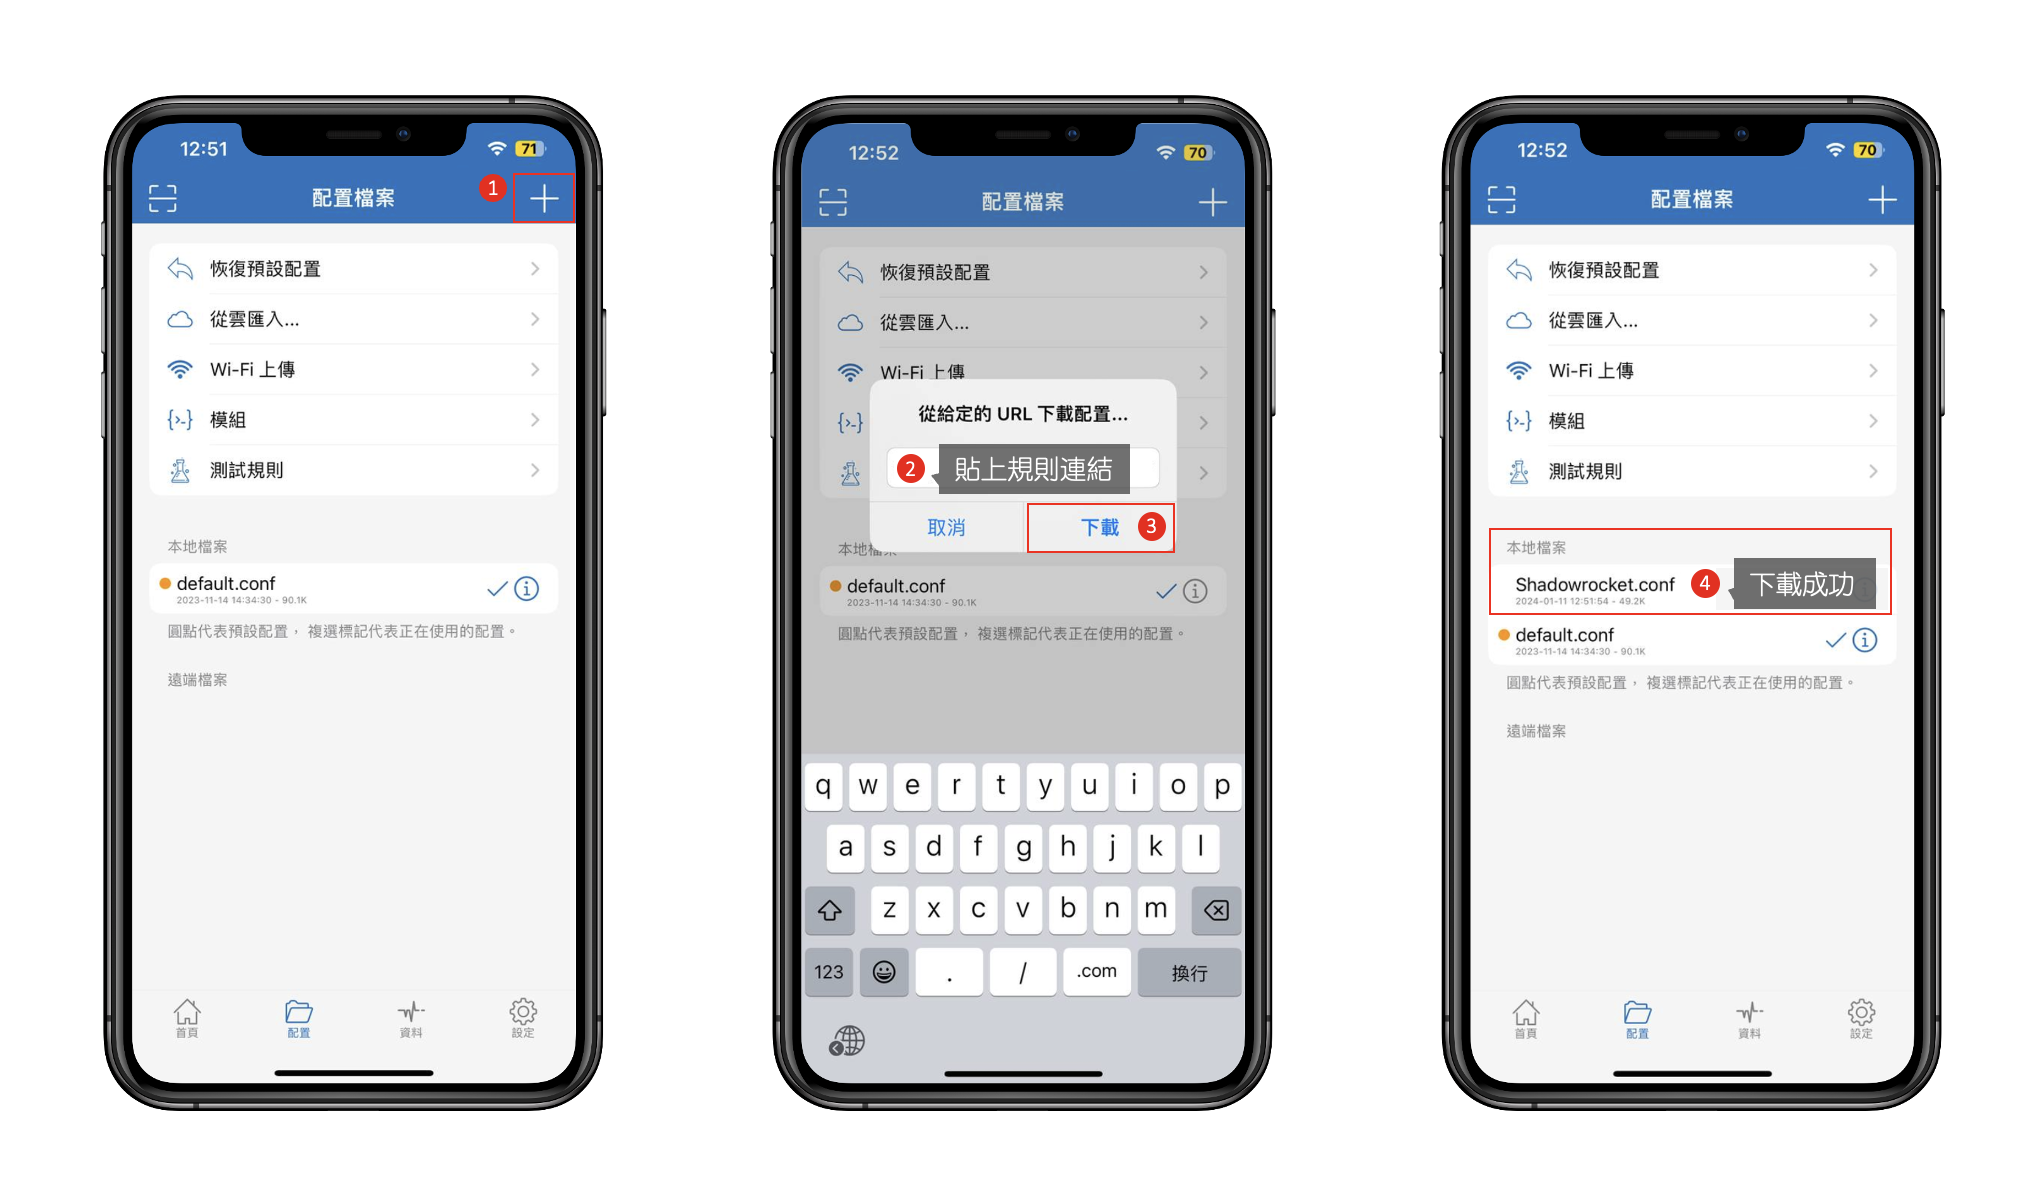 12:51
71
配置檔案
1
恢復預設配置
從雲匯入...
Wi-Fi 上傳
模組
測試規則
本地檔案
default.conf
2023-11-14 14:34:30 - 90.1K
圓點代表預設配置， 複選標記代表正在使用的配置。
遠端檔案
首頁
配置
資料
設定
12:52
70
配置檔案
恢復預設配置
從雲匯入...
Wi-Fi 上傳
從給定的 URL 下載配置...
2
貼上規則連結
取消
下載
3
本地檔案
default.conf
2023-11-14 14:34:30 - 90.1K
圓點代表預設配置， 複選標記代表正在使用的配置。
q w e r t y u i o p
a s d f g h j k l
z x c v b n m
123 . / .com 換行
12:52
70
配置檔案
恢復預設配置
從雲匯入...
Wi-Fi 上傳
模組
測試規則
本地檔案
Shadowrocket.conf
2024-01-11 12:51:54 - 49.2K
4
下載成功
default.conf
2023-11-14 14:34:30 - 90.1K
圓點代表預設配置， 複選標記代表正在使用的配置。
遠端檔案
首頁
配置
資料
設定